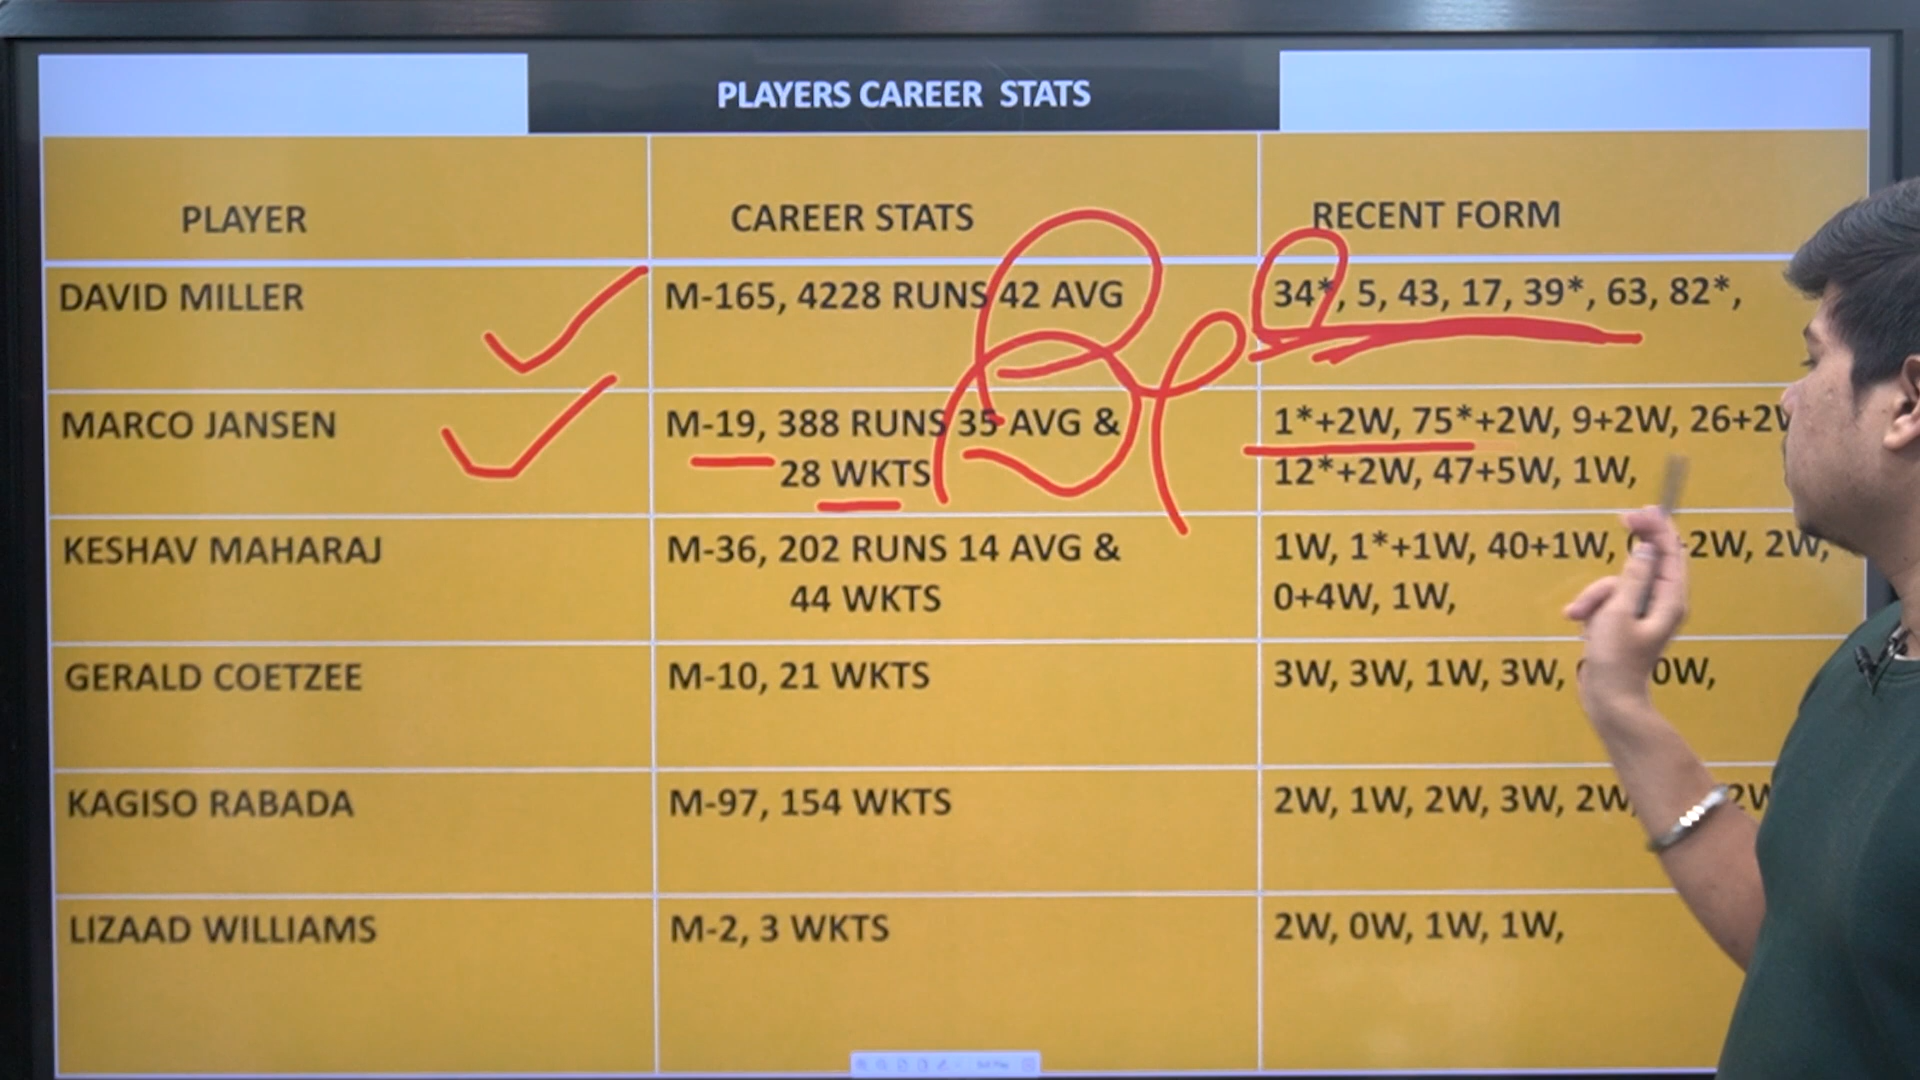 PLAYERS CAREER STATS
PLAYER CAREER STATS RECENT FORM
DAVID MILLER M-165, 4228 RUNS 42 AVG 34*, 5, 43, 17, 39*, 63, 82*,
MARCO JANSEN M-19, 388 RUNS 35 AVG & 1*+2W, 75*+2W, 9+2W,
28 WKTS 12*+2W, 47+5W, 1W,
KESHAV MAHARAJ M-36, 202 RUNS 14 AVG & 1W, 1*+1W, 40+1W, 2W,
44 WKTS 0+4W, 1W,
GERALD COETZEE M-10, 21 WKTS 3W, 3W, 1W, 3W, 0W,
KAGISO RABADA M-97, 154 WKTS 2W, 1W, 2W, 3W,
LIZAAD WILLIAMS M-2, 3 WKTS 2W, 0W, 1W, 1W,